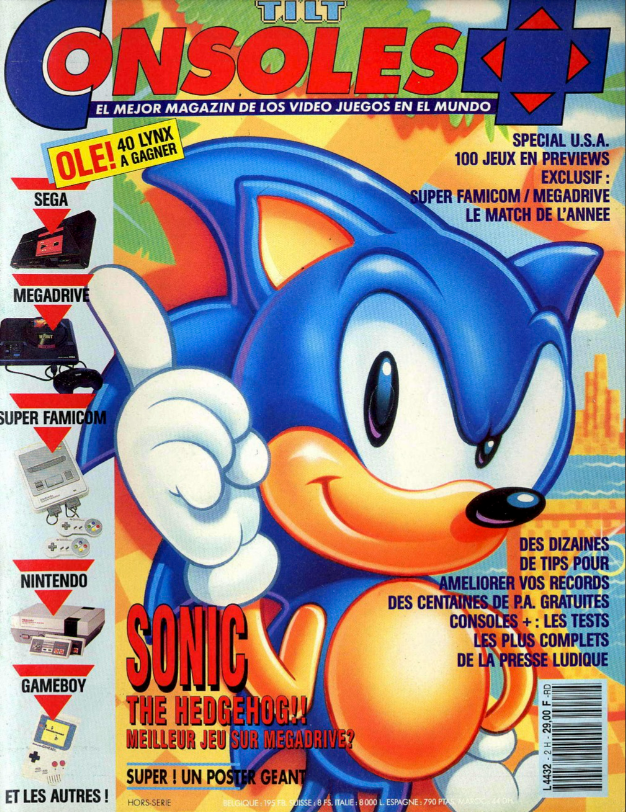 TILT
CONSOLES+
EL MEJOR MAGAZIN DE LOS VIDEO JUEGOS EN EL MUNDO
OLE! 40 LYNX
A GAGNER
SPECIAL U.S.A.
100 JEUX EN PREVIEWS
EXCLUSIF :
SUPER FAMICOM / MEGADRIVE
LE MATCH DE L'ANNEE
SEGA
MEGADRIVE
SUPER FAMICOM
NINTENDO
GAMEBOY
ET LES AUTRES !
DES DIZAINES
DE TIPS POUR
AMELIORER VOS RECORDS
DES CENTAINES DE P.A. GRATUITES
CONSOLES + : LES TESTS
LES PLUS COMPLETS
DE LA PRESSE LUDIQUE
SONIC
THE HEDGEHOG!!
MEILLEUR JEU SUR MEGADRIVE?
SUPER ! UN POSTER GEANT
HORS-SERIE
BELGIQUE : 195 FB. SUISSE : 8 FS. ITALIE : 8 000 L. ESPAGNE : 790 PTAS.
L4432 - 2 H - 29,00 F - RD